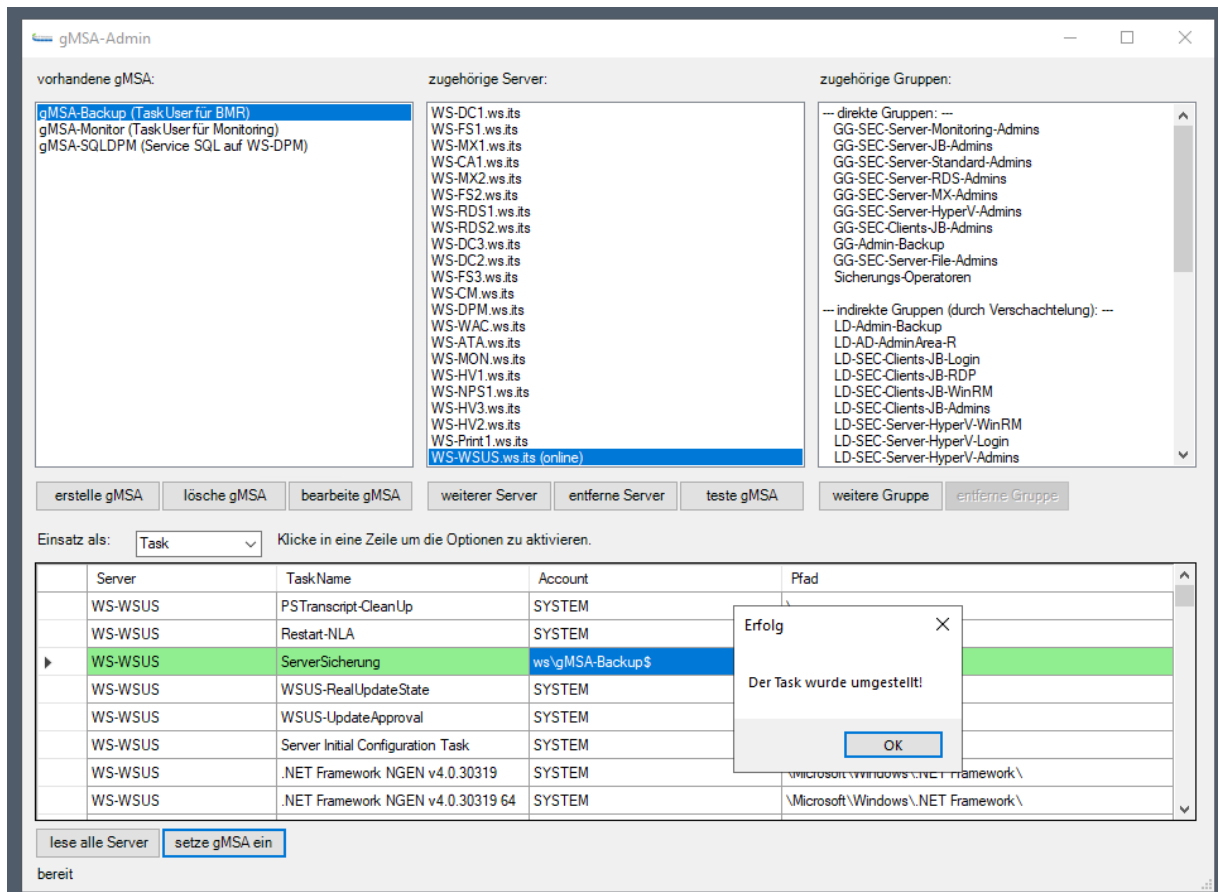 gMSA-Admin
vorhandene gMSA:
zugehörige Server:
zugehörige Gruppen:
gMSA-Backup (TaskUser für BMR)
gMSA-Monitor (TaskUser für Monitoring)
gMSA-SQLDPM (Service SQL auf WS-DPM)
WS-DC1.ws.its
WS-FS1.ws.its
WS-MX1.ws.its
WS-CA1.ws.its
WS-MX2.ws.its
WS-FS2.ws.its
WS-RDS1.ws.its
WS-RDS2.ws.its
WS-DC3.ws.its
WS-DC2.ws.its
WS-FS3.ws.its
WS-CM.ws.its
WS-DPM.ws.its
WS-WAC.ws.its
WS-ATA.ws.its
WS-MON.ws.its
WS-HV1.ws.its
WS-NPS1.ws.its
WS-HV3.ws.its
WS-HV2.ws.its
WS-Print1.ws.its
WS-WSUS.ws.its (online)
--- direkte Gruppen: ---
GG-SEC-Server-Monitoring-Admins
GG-SEC-Server-JB-Admins
GG-SEC-Server-Standard-Admins
GG-SEC-Server-RDS-Admins
GG-SEC-Server-MX-Admins
GG-SEC-Server-HyperV-Admins
GG-SEC-Clients-JB-Admins
GG-Admin-Backup
GG-SEC-Server-File-Admins
Sicherungs-Operatoren
--- indirekte Gruppen (durch Verschachtelung): ---
LD-Admin-Backup
LD-AD-AdminArea-R
LD-SEC-Clients-JB-Login
LD-SEC-Clients-JB-RDP
LD-SEC-Clients-JB-WinRM
LD-SEC-Clients-JB-Admins
LD-SEC-Server-HyperV-WinRM
LD-SEC-Server-HyperV-Login
LD-SEC-Server-HyperV-Admins
erstelle gMSA lösche gMSA bearbeite gMSA weiterer Server entferne Server teste gMSA weitere Gruppe entferne Gruppe
Einsatz als: Task Klicke in eine Zeile um die Optionen zu aktivieren.
Server TaskName Account Pfad
WS-WSUS PSTranscript-CleanUp SYSTEM \
WS-WSUS Restart-NLA SYSTEM
WS-WSUS ServerSicherung ws\gMSA-Backup$
WS-WSUS WSUS-RealUpdateState SYSTEM
WS-WSUS WSUS-UpdateApproval SYSTEM
WS-WSUS Server Initial Configuration Task SYSTEM
WS-WSUS .NET Framework NGEN v4.0.30319 SYSTEM \Microsoft\Windows\.NET Framework\
WS-WSUS .NET Framework NGEN v4.0.30319 64 SYSTEM \Microsoft\Windows\.NET Framework\
Erfolg
Der Task wurde umgestellt!
OK
lese alle Server setze gMSA ein
bereit